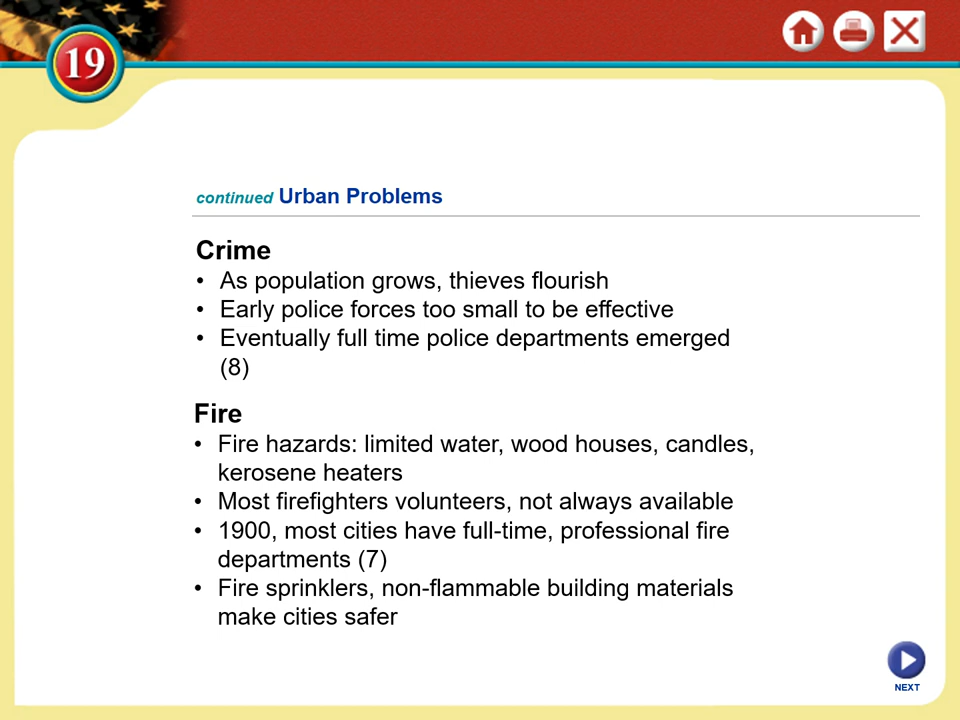 19
continued Urban Problems
Crime
• As population grows, thieves flourish
• Early police forces too small to be effective
• Eventually full time police departments emerged
(8)
Fire
• Fire hazards: limited water, wood houses, candles,
kerosene heaters
• Most firefighters volunteers, not always available
• 1900, most cities have full-time, professional fire
departments (7)
• Fire sprinklers, non-flammable building materials
make cities safer
NEXT